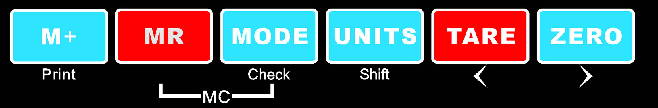 M+ MR MODE UNITS TARE ZERO
Print Check Shift < >
MC